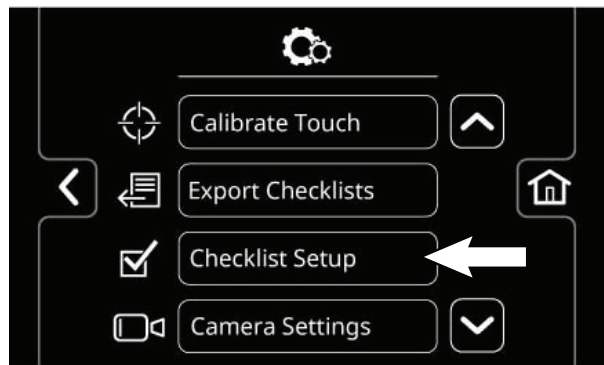 Calibrate Touch
Export Checklists
Checklist Setup
Camera Settings